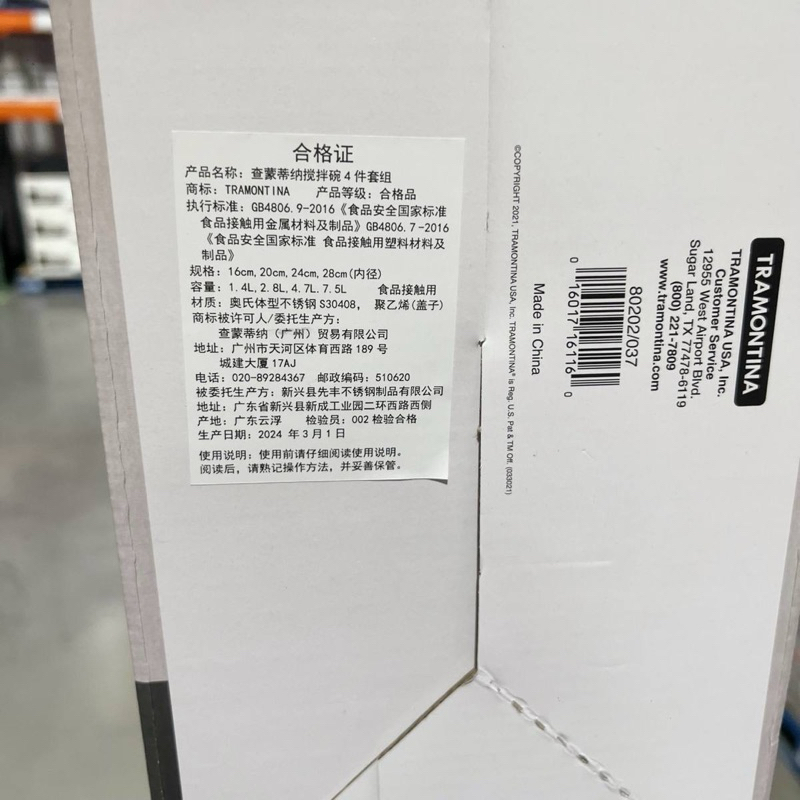 合格证
产品名称：查蒙蒂纳搅拌碗4件套组
商标：TRAMONTINA 产品等级：合格品
执行标准：GB4806.9-2016《食品安全国家标准
食品接触用金属材料及制品》GB4806.7-2016
《食品安全国家标准 食品接触用塑料材料及
制品》
规格：16cm,20cm,24cm,28cm(内径)
容量：1.4L,2.8L,4.7L,7.5L 食品接触用
材质：奥氏体型不锈钢S30408，聚乙烯(盖子)
商标被许可人/委托生产方：
查蒙蒂纳（广州）贸易有限公司
地址：广州市天河区体育西路189号
城建大厦17AJ
电话：020-89284367 邮政编码：510620
被委托生产方：新兴县先丰不锈钢制品有限公司
地址：广东省新兴县新成工业园二环西路西侧
产地：广东云浮 检验员：002检验合格
生产日期：2024年3月1日
使用说明：使用前请仔细阅读使用说明。
阅读后，请熟记操作方法，并妥善保管。
TRAMONTINA
TRAMONTINA USA, Inc.
Customer Service
12955 West Airport Blvd.
Sugar Land, TX 77478-6119
(800) 221-7809
www.tramontina.com
80202/037
0 16017 16116 0
Made in China
©COPYRIGHT 2021, TRAMONTINA USA, Inc. TRAMONTINA® is Reg. U.S. Pat & TM Off. (033021)